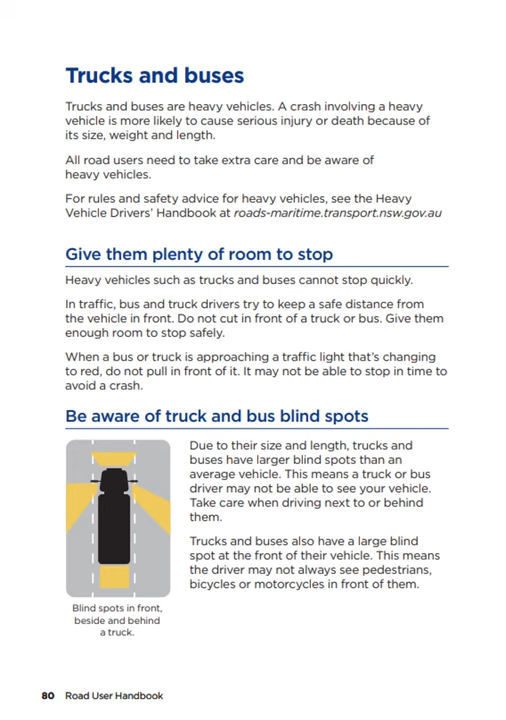 Trucks and buses
Trucks and buses are heavy vehicles. A crash involving a heavy
vehicle is more likely to cause serious injury or death because of
its size, weight and length.
All road users need to take extra care and be aware of
heavy vehicles.
For rules and safety advice for heavy vehicles, see the Heavy
Vehicle Drivers' Handbook at roads-maritime.transport.nsw.gov.au
Give them plenty of room to stop
Heavy vehicles such as trucks and buses cannot stop quickly.
In traffic, bus and truck drivers try to keep a safe distance from
the vehicle in front. Do not cut in front of a truck or bus. Give them
enough room to stop safely.
When a bus or truck is approaching a traffic light that's changing
to red, do not pull in front of it. It may not be able to stop in time to
avoid a crash.
Be aware of truck and bus blind spots
Due to their size and length, trucks and
buses have larger blind spots than an
average vehicle. This means a truck or bus
driver may not be able to see your vehicle.
Take care when driving next to or behind
them.
Trucks and buses also have a large blind
spot at the front of their vehicle. This means
the driver may not always see pedestrians,
bicycles or motorcycles in front of them.
Blind spots in front,
beside and behind
a truck.
80 Road User Handbook